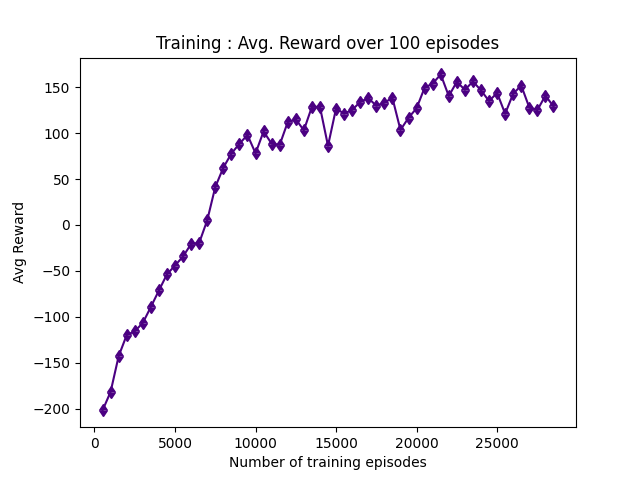 Training : Avg. Reward over 100 episodes
150
100
50
0
−50
−100
−150
−200
Avg Reward
0 5000 10000 15000 20000 25000
Number of training episodes